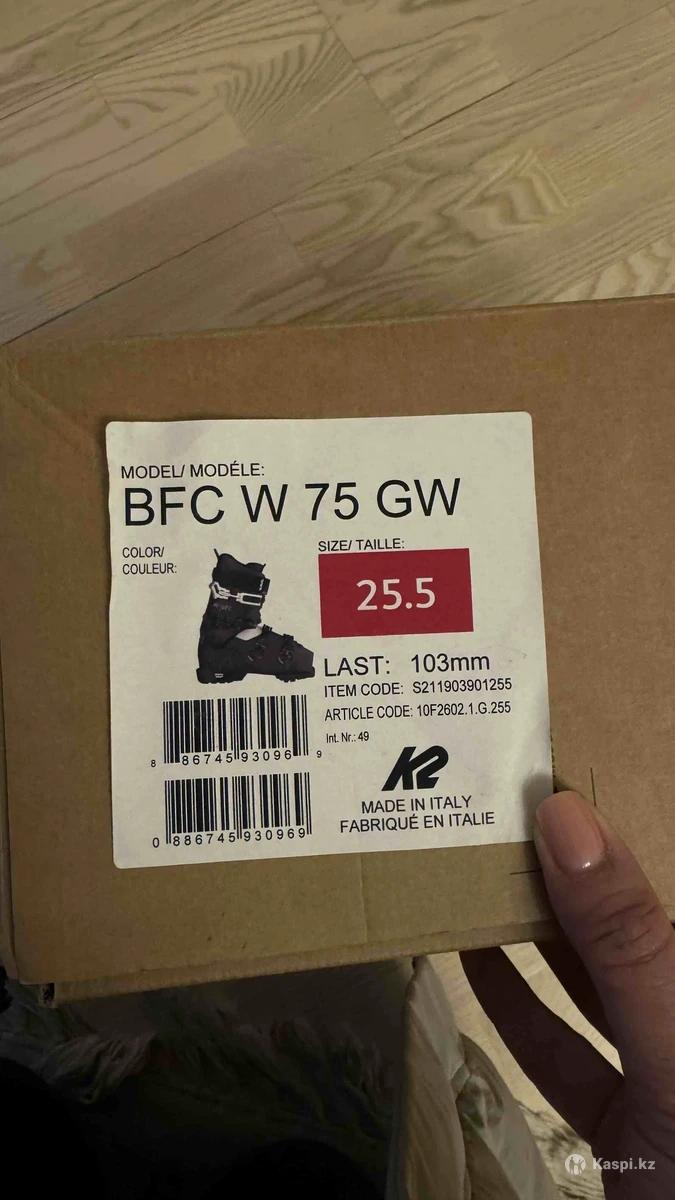 MODEL/ MODÉLE:
BFC W 75 GW
COLOR/
COULEUR:
SIZE/ TAILLE:
25.5
LAST: 103mm
ITEM CODE: S211903901255
ARTICLE CODE: 10F2602.1.G.255
Int. Nr.: 49
8 86745 93096 9
0 886745 930969
K2
MADE IN ITALY
FABRIQUÉ EN ITALIE
Kaspi.kz